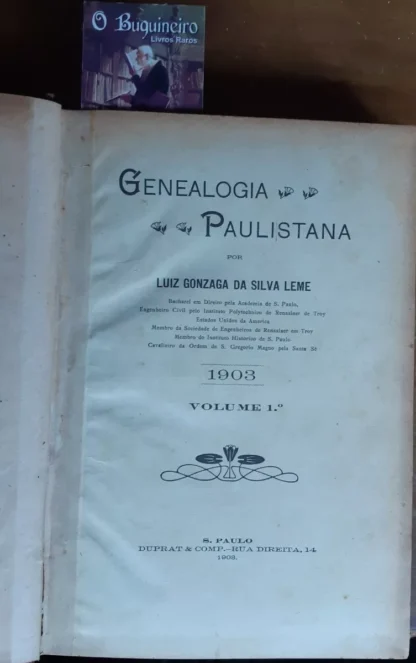 O Buquineiro
Livros Raros
GENEALOGIA
PAULISTANA
POR
LUIZ GONZAGA DA SILVA LEME
Bacharel em Direito pela Academia de S. Paulo,
Engenheiro Civil pelo Instituto Polytechnico de Rensselaer de Troy
Estados Unidos da America
Membro da Sociedade de Engenheiros de Rensselaer em Troy
Membro do Instituto Historico de S. Paulo
Cavalleiro da Ordem de S. Gregorio Magno pela Santa Sé
1903
VOLUME 1.º
S. PAULO
DUPRAT & COMP.—RUA DIREITA, 14
1903.